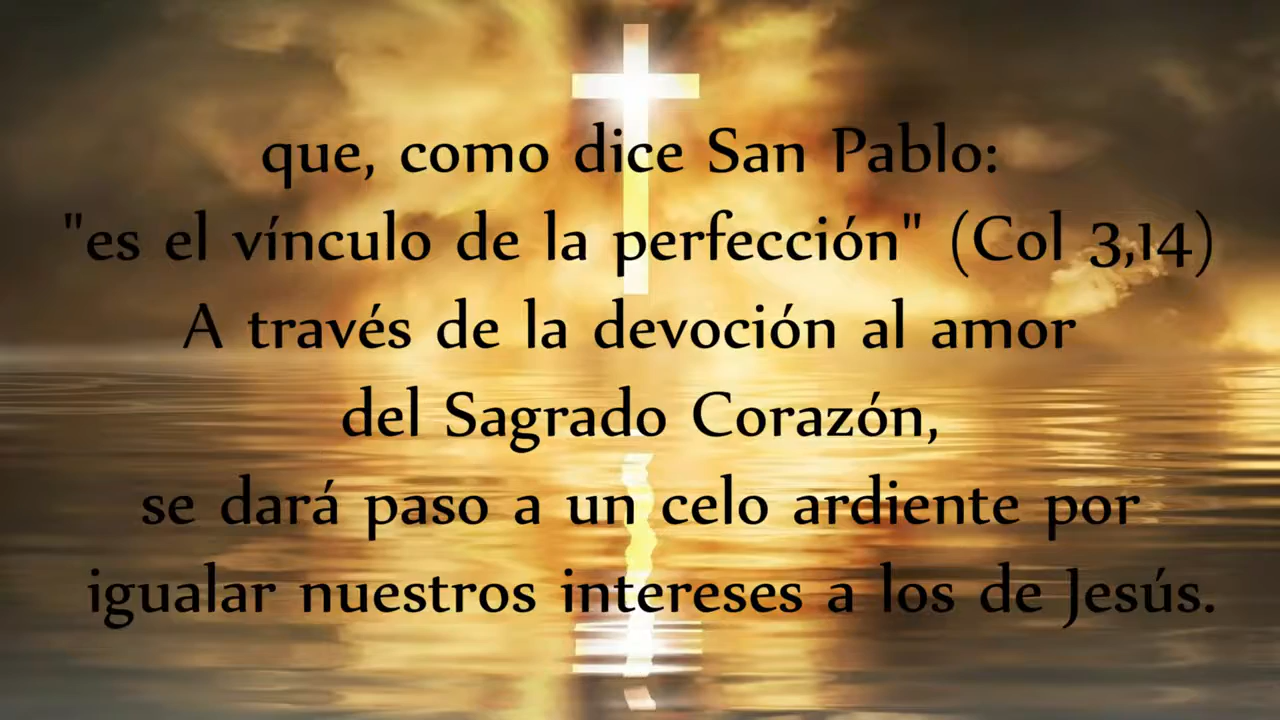 que, como dice San Pablo:
"es el vínculo de la perfección" (Col 3,14)
A través de la devoción al amor
del Sagrado Corazón,
se dará paso a un celo ardiente por
igualar nuestros intereses a los de Jesús.